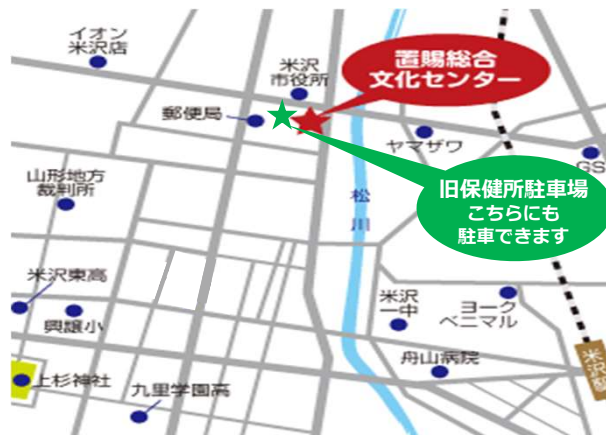 イオン
米沢店
米沢
市役所
置賜総合
文化センター
郵便局
ヤマザワ
GS
山形地方
裁判所
松川
旧保健所駐車場
こちらにも
駐車できます
米沢東高
興譲小
米沢
一中
ヨーク
ベニマル
米沢駅
舟山病院
上杉神社
九里学園高